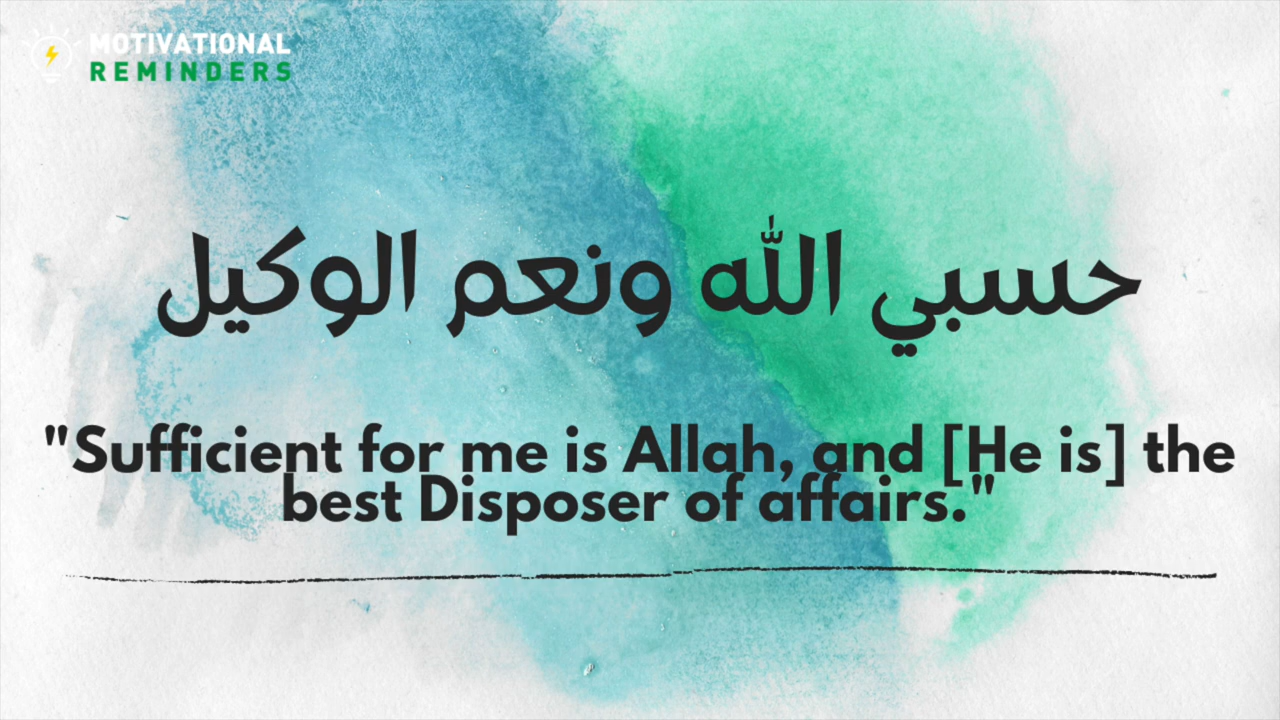 MOTIVATIONAL
REMINDERS
حسبي الله ونعم الوكيل
"Sufficient for me is Allah, and [He is] the
best Disposer of affairs."